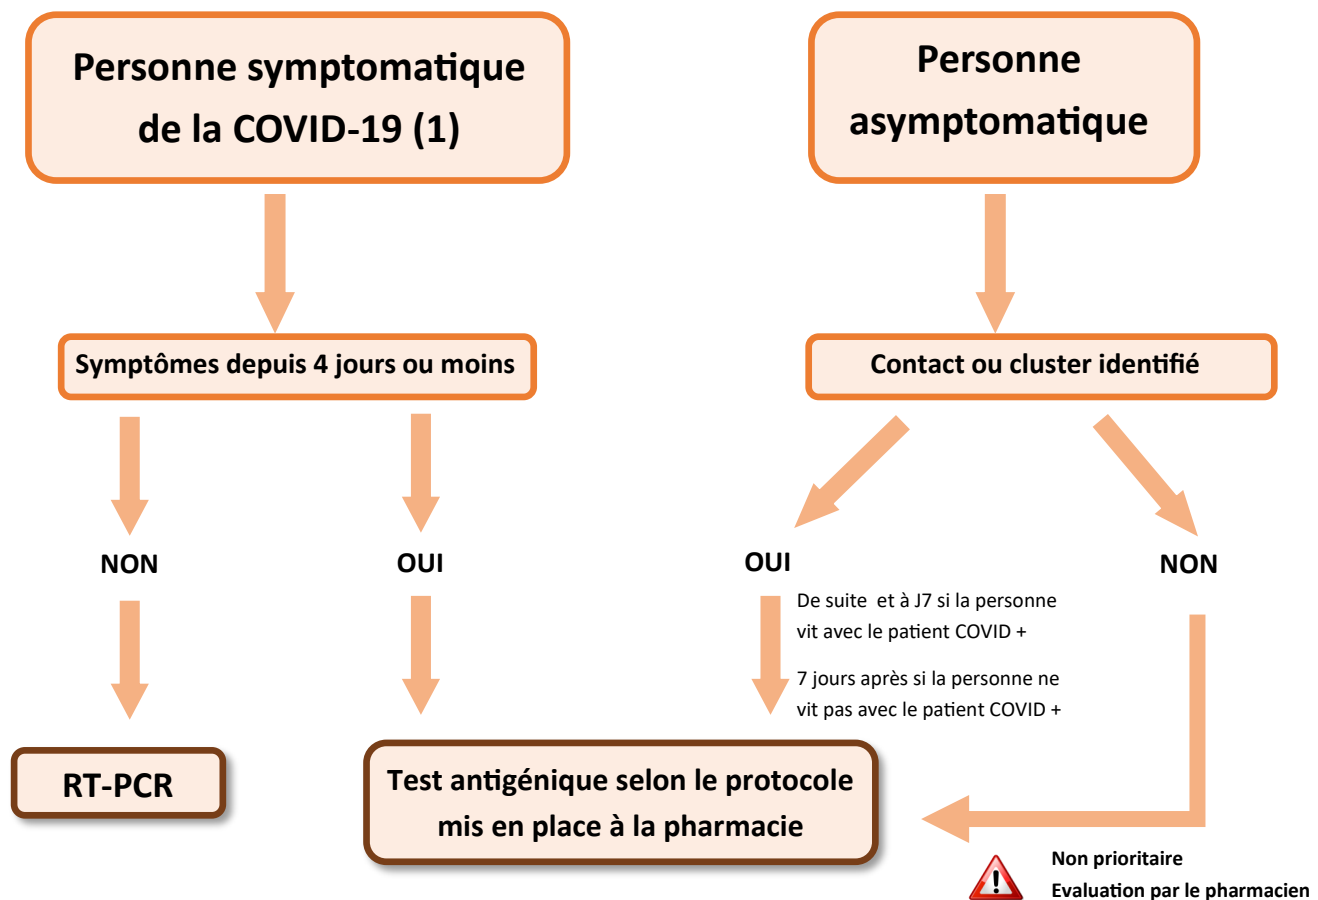 Personne symptomatique
de la COVID-19 (1)
Personne
asymptomatique
Symptômes depuis 4 jours ou moins
Contact ou cluster identifié
NON
OUI
OUI
NON
De suite et à J7 si la personne
vit avec le patient COVID +
7 jours après si la personne ne
vit pas avec le patient COVID +
RT-PCR
Test antigénique selon le protocole
mis en place à la pharmacie
Non prioritaire
Evaluation par le pharmacien